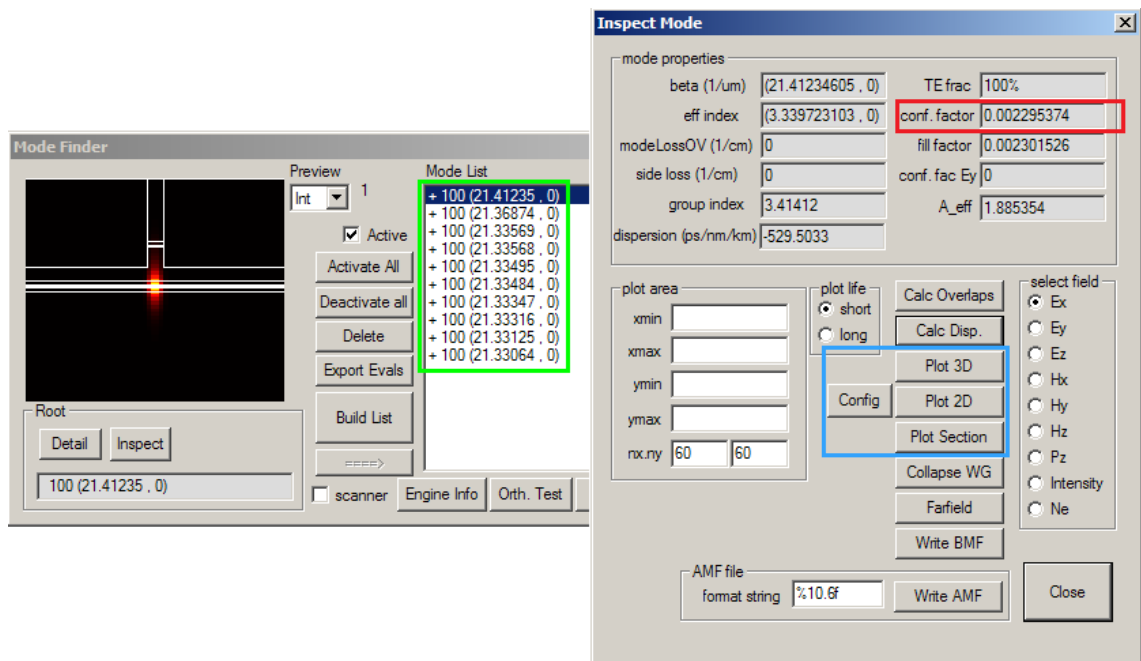 Mode Finder
Preview
Mode List
Int
1
Active
Activate All
Deactivate all
Delete
Export Evals
Build List
====>
scanner
Engine Info
Orth. Test
+ 100 (21.41235 , 0)
+ 100 (21.36874 , 0)
+ 100 (21.33569 , 0)
+ 100 (21.33568 , 0)
+ 100 (21.33495 , 0)
+ 100 (21.33484 , 0)
+ 100 (21.33347 , 0)
+ 100 (21.33316 , 0)
+ 100 (21.33125 , 0)
+ 100 (21.33064 , 0)
Root
Detail
Inspect
100 (21.41235 , 0)
Inspect Mode
mode properties
beta (1/um) (21.41234605 , 0) TE frac 100%
eff index (3.339723103 , 0) conf. factor 0.002295374
modeLossOV (1/cm) 0 fill factor 0.002301526
side loss (1/cm) 0 conf. fac Ey 0
group index 3.41412 A_eff 1.885354
dispersion (ps/nm/km) -529.5033
plot area
xmin
xmax
ymin
ymax
nx.ny 60 60
plot life
short
long
Config
Calc Overlaps
Calc Disp.
Plot 3D
Plot 2D
Plot Section
Collapse WG
Farfield
Write BMF
select field
Ex
Ey
Ez
Hx
Hy
Hz
Pz
Intensity
Ne
AMF file
format string %10.6f Write AMF
Close